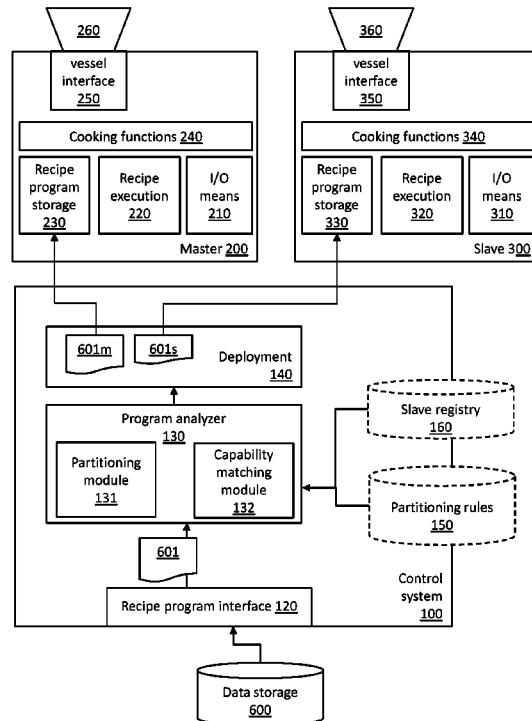 260
vessel
interface
250
Cooking functions 240
Recipe
program
storage
230
Recipe
execution
220
I/O
means
210
Master 200
360
vessel
interface
350
Cooking functions 340
Recipe
program
storage
330
Recipe
execution
320
I/O
means
310
Slave 300
601m
601s
Deployment
140
Program analyzer
130
Partitioning
module
131
Capability
matching
module
132
Slave registry
160
Partitioning rules
150
601
Recipe program interface 120
Control
system
100
Data storage
600